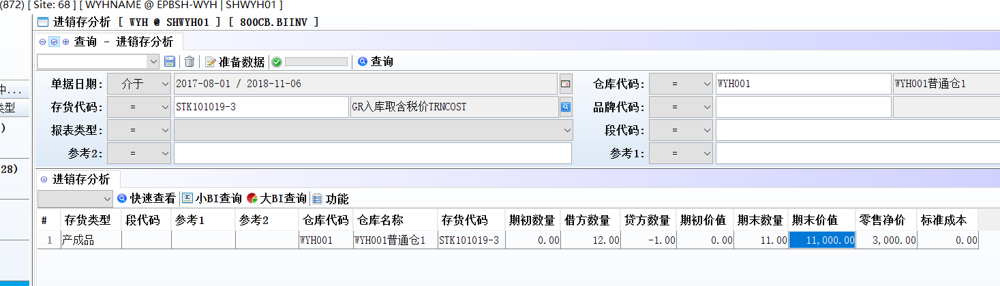 (872) [ Site: 68 ] [ WYHNAME @ EPBSH-WYH | SHWYH01 ]
进销存分析 [ WYH @ SHWYH01 ] [ 800CB.BIINV ]
查询 - 进销存分析
准备数据 查询
单据日期: 介于 2017-08-01 / 2018-11-06 仓库代码: = WYH001 WYH001普通仓1
中...
存货代码: = STK101019-3 GR入库取含税价TRNCOST 品牌代码: =
类型
报表类型: = 段代码: =
)
参考2: = 参考1: =
28)
进销存分析
快速查看 小BI查询 大BI查询 功能
# 存货类型 段代码 参考1 参考2 仓库代码 仓库名称 存货代码 期初数量 借方数量 贷方数量 期初价值 期末数量 期末价值 零售净价 标准成本
1 产成品 WYH001 WYH001普通仓1 STK101019-3 0.00 12.00 -1.00 0.00 11.00 11,000.00 3,000.00 0.00